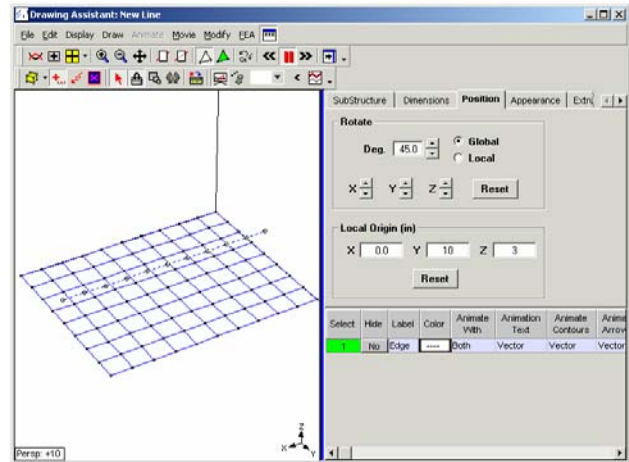 Drawing Assistant: New Line
File Edit Display Draw Animate Movie Modify FEA
SubStructure Dimensions Position Appearance Extru
Rotate
Deg. 45.0 Global
Local
X Y Z Reset
Local Origin (in)
X 0.0 Y 10 Z 3
Reset
Select Hide Label Color Animate With Animation Text Animate Contours Anima Arrow
1 No Edge ---- Both Vector Vector Vector
Z
X Y
Persp: +10